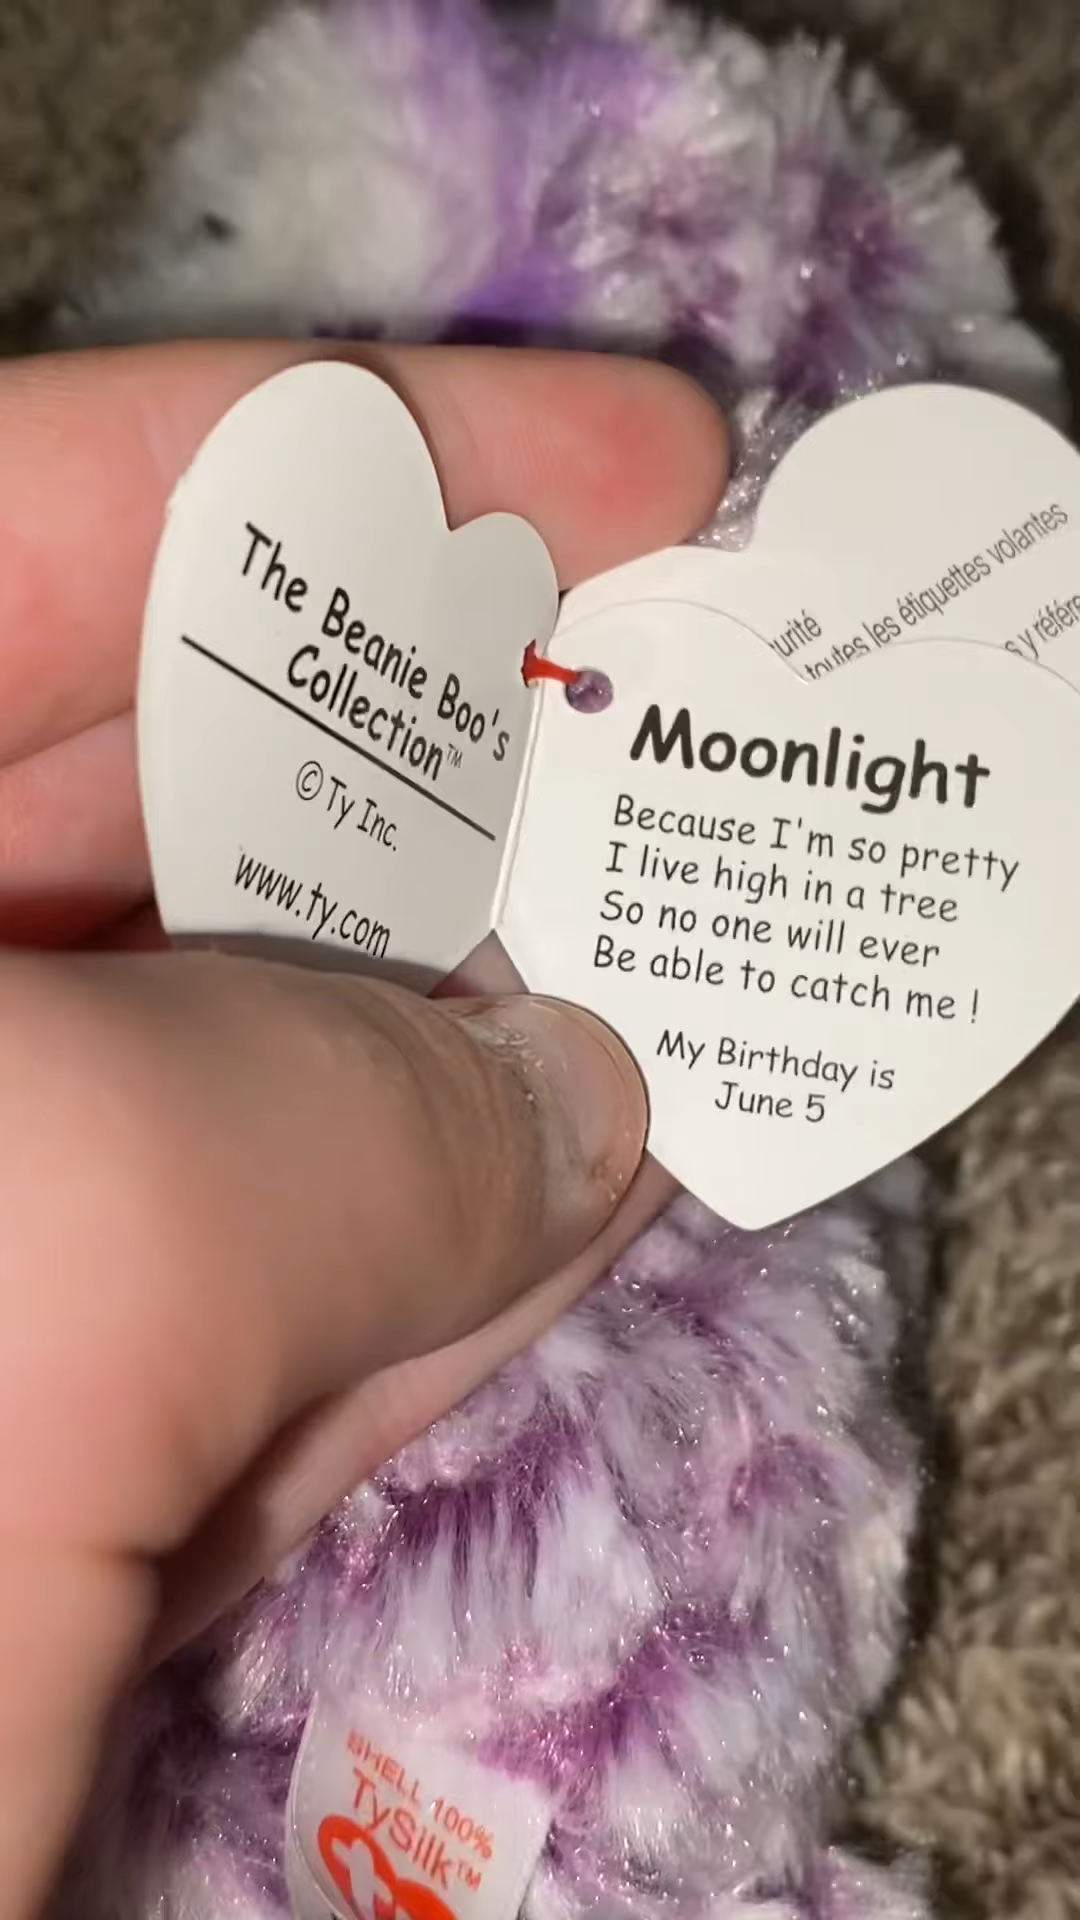 The Beanie Boo's
Collection™
© Ty Inc.
www.ty.com
urité
toutes les étiquettes volantes
s y référ
Moonlight
Because I'm so pretty
I live high in a tree
So no one will ever
Be able to catch me !
My Birthday is
June 5
SHELL 100%
TySilk™